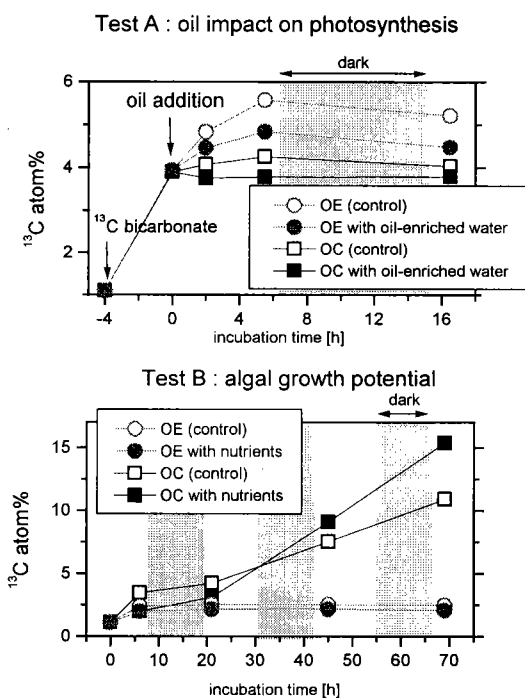 Test A : oil impact on photosynthesis
dark
6
oil addition
4
13C atom%
13C bicarbonate
2
OE (control)
OE with oil-enriched water
OC (control)
OC with oil-enriched water
-4 0 4 8 12 16
incubation time [h]
Test B : algal growth potential
dark
OE (control)
OE with nutrients
OC (control)
OC with nutrients
15
10
13C atom%
5
0
0 10 20 30 40 50 60 70
incubation time [h]